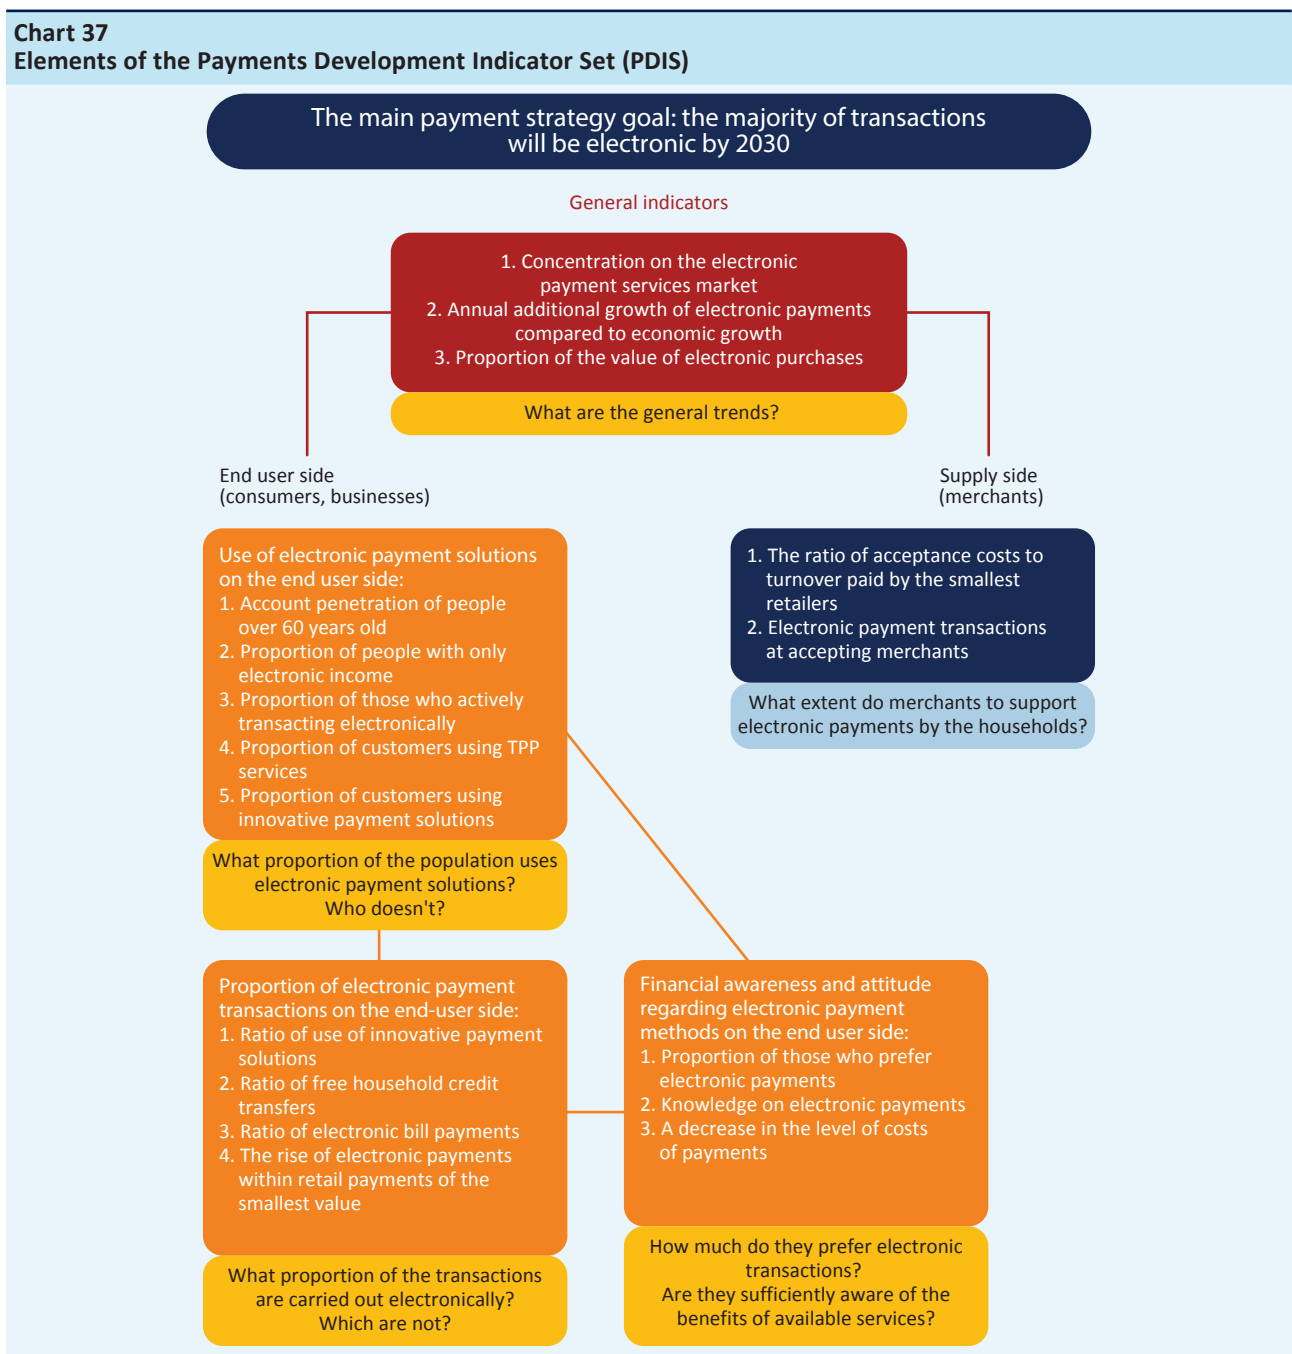 Chart 37
Elements of the Payments Development Indicator Set (PDIS)
The main payment strategy goal: the majority of transactions
will be electronic by 2030
General indicators
1. Concentration on the electronic
payment services market
2. Annual additional growth of electronic payments
compared to economic growth
3. Proportion of the value of electronic purchases
What are the general trends?
End user side
(consumers, businesses)
Supply side
(merchants)
Use of electronic payment solutions
on the end user side:
1. Account penetration of people
over 60 years old
2. Proportion of people with only
electronic income
3. Proportion of those who actively
transacting electronically
4. Proportion of customers using TPP
services
5. Proportion of customers using
innovative payment solutions
What proportion of the population uses
electronic payment solutions?
Who doesn't?
1. The ratio of acceptance costs to
turnover paid by the smallest
retailers
2. Electronic payment transactions
at accepting merchants
What extent do merchants to support
electronic payments by the households?
Proportion of electronic payment
transactions on the end-user side:
1. Ratio of use of innovative payment
solutions
2. Ratio of free household credit
transfers
3. Ratio of electronic bill payments
4. The rise of electronic payments
within retail payments of the
smallest value
What proportion of the transactions
are carried out electronically?
Which are not?
Financial awareness and attitude
regarding electronic payment
methods on the end user side:
1. Proportion of those who prefer
electronic payments
2. Knowledge on electronic payments
3. A decrease in the level of costs
of payments
How much do they prefer electronic
transactions?
Are they sufficiently aware of the
benefits of available services?